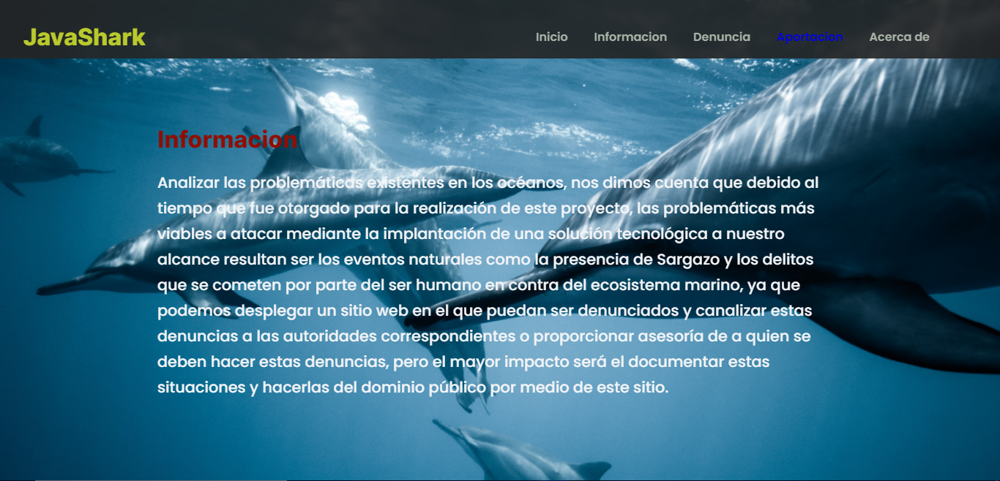 JavaShark
Inicio Informacion Denuncia Aportacion Acerca de
Informacion
Analizar las problemáticas existentes en los océanos, nos dimos cuenta que debido al
tiempo que fue otorgado para la realización de este proyecto, las problemáticas más
viables a atacar mediante la implantación de una solución tecnológica a nuestro
alcance resultan ser los eventos naturales como la presencia de Sargazo y los delitos
que se cometen por parte del ser humano en contra del ecosistema marino, ya que
podemos desplegar un sitio web en el que puedan ser denunciados y canalizar estas
denuncias a las autoridades correspondientes o proporcionar asesoría de a quien se
deben hacer estas denuncias, pero el mayor impacto será el documentar estas
situaciones y hacerlas del dominio público por medio de este sitio.